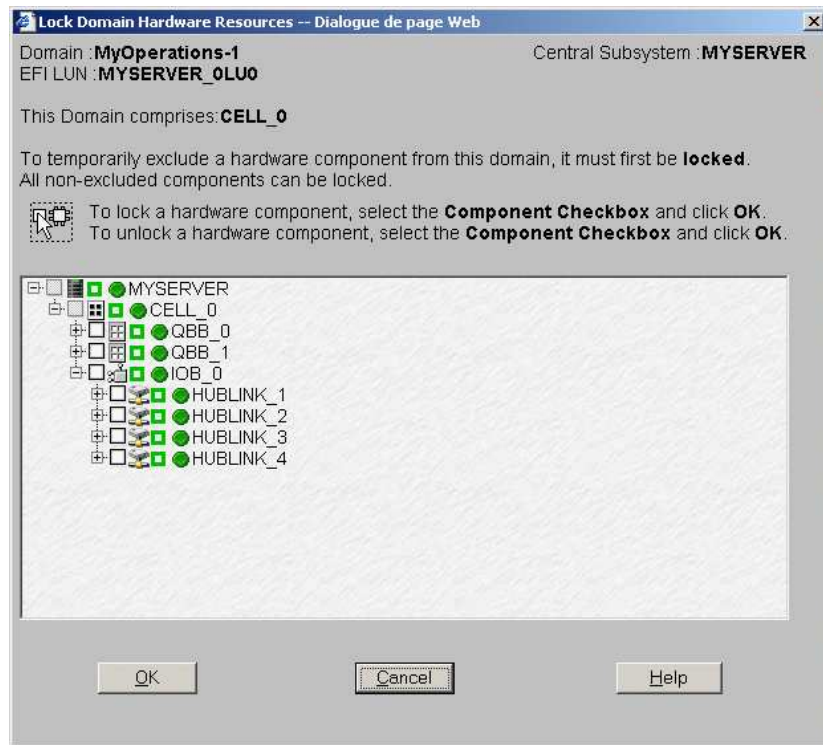 Lock Domain Hardware Resources -- Dialogue de page Web
Domain :MyOperations-1 Central Subsystem :MYSERVER
EFI LUN :MYSERVER_0LU0
This Domain comprises:CELL_0
To temporarily exclude a hardware component from this domain, it must first be locked.
All non-excluded components can be locked.
To lock a hardware component, select the Component Checkbox and click OK.
To unlock a hardware component, select the Component Checkbox and click OK.
MYSERVER
CELL_0
QBB_0
QBB_1
IOB_0
HUBLINK_1
HUBLINK_2
HUBLINK_3
HUBLINK_4
OK Cancel Help